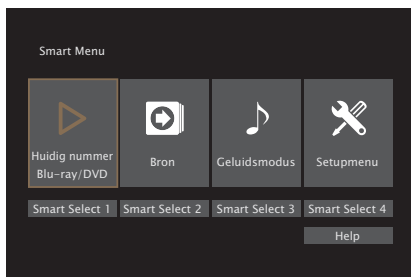 Smart Menu
Huidig nummer
Blu-ray/DVD
Bron
Geluidsmodus
Setupmenu
Smart Select 1
Smart Select 2
Smart Select 3
Smart Select 4
Help